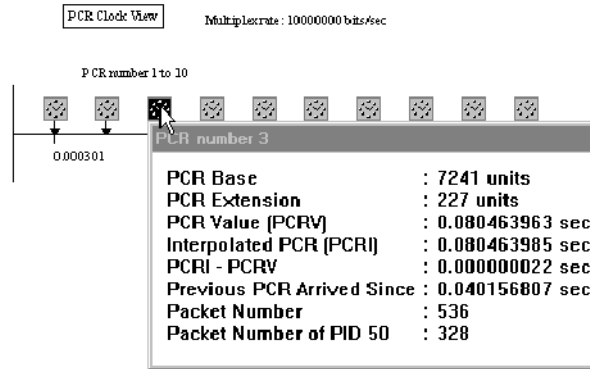 PCR Clock View
Multiplex rate : 10000000 bits/sec
PCR number 1 to 10
0.000301
PCR number 3
PCR Base : 7241 units
PCR Extension : 227 units
PCR Value (PCRV) : 0.080463963 sec
Interpolated PCR (PCRI) : 0.080463985 sec
PCRI - PCRV : 0.000000022 sec
Previous PCR Arrived Since : 0.040156807 sec
Packet Number : 536
Packet Number of PID 50 : 328